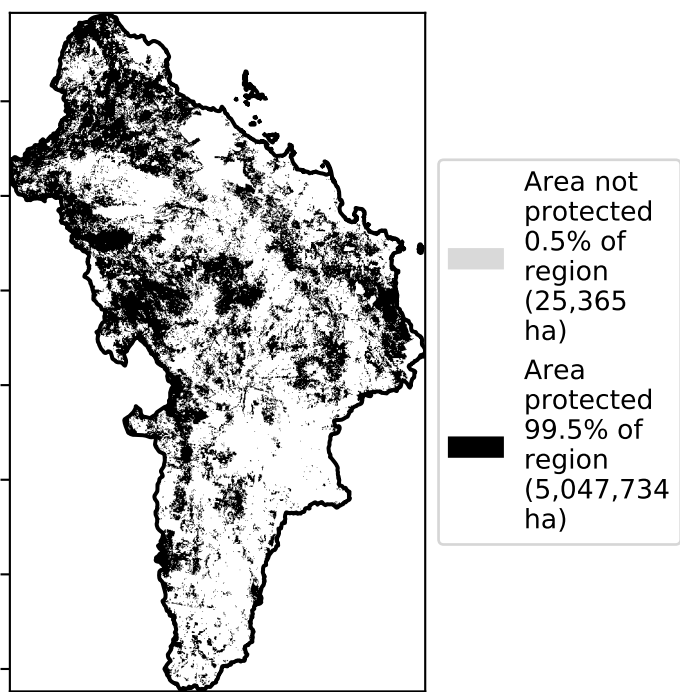 Area not
protected
0.5% of
region
(25,365
ha)
Area
protected
99.5% of
region
(5,047,734
ha)